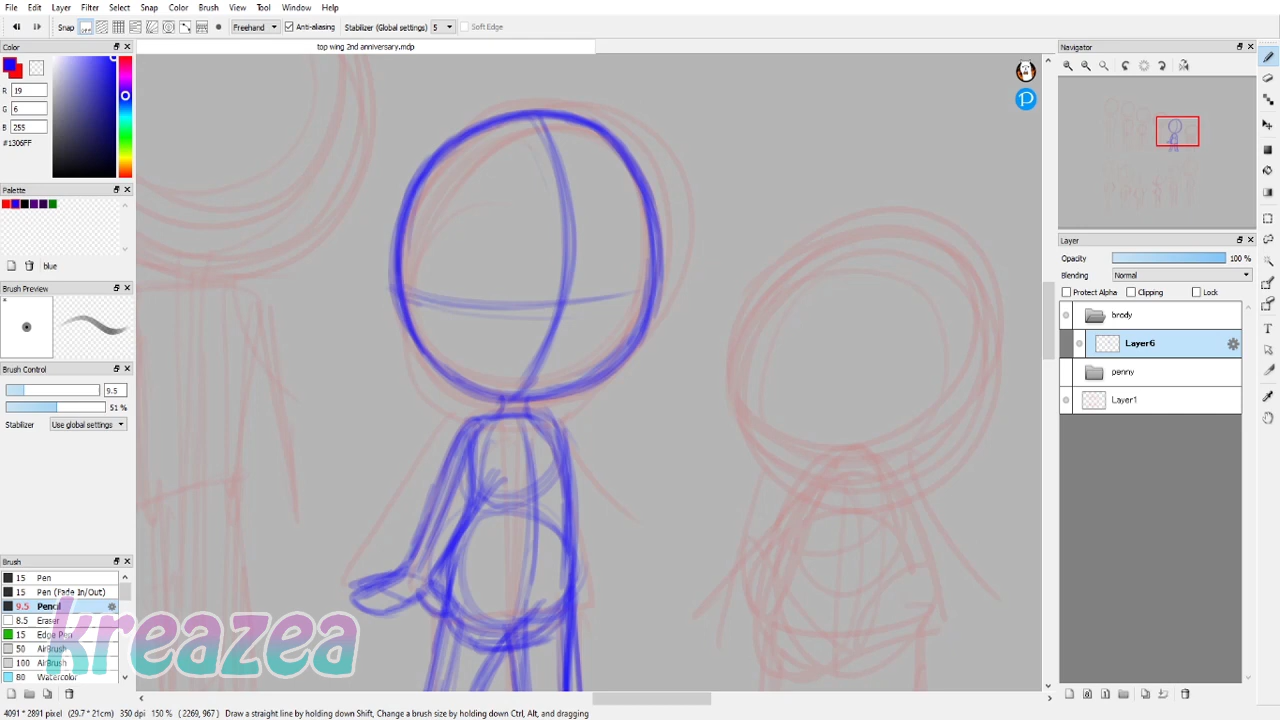 File Edit Layer Filter Select Snap Color Brush View Tool Window Help
Snap Freehand Anti-aliasing Stabilizer (Global settings) 5 Soft Edge
Color
top wing 2nd anniversary.mdp
Navigator
R 19
G 6
B 255
#1306FF
Palette
blue
Brush Preview
Brush Control
9.5
51 %
Stabilizer Use global settings
Layer
Opacity 100 %
Blending Normal
Protect Alpha Clipping Lock
brody
Layer6
penny
Layer1
Brush
15 Pen
15 Pen (Fade In/Out)
9.5 Pencil
8.5 Eraser
15 Edge Pen
50 AirBrush
100 AirBrush
80 Watercolor
kreazea
4091 * 2891 pixel (29.7 * 21cm) 350 dpi 150 % ( 2269, 967 ) Draw a straight line by holding down Shift, Change a brush size by holding down Ctrl, Alt, and dragging